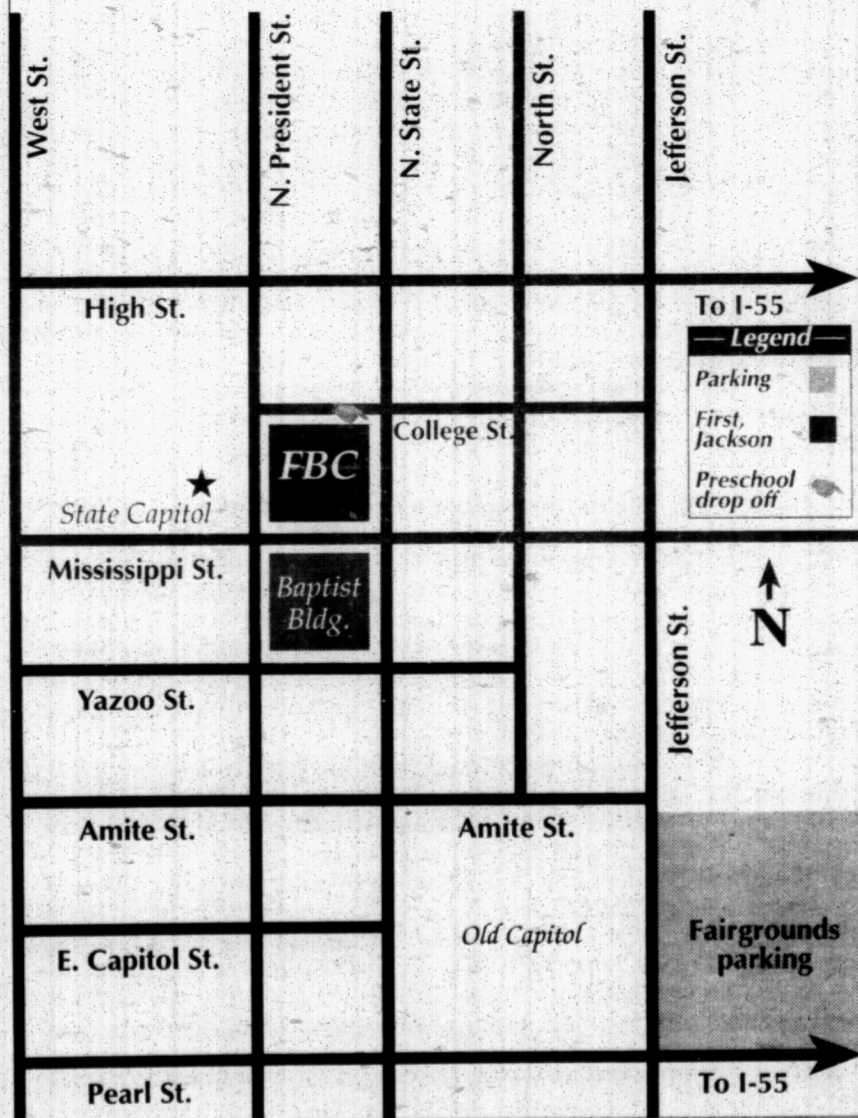 West St.
N. President St.
N. State St.
North St.
Jefferson St.
High St.
To I-55
Legend
Parking
First,
Jackson
Preschool
drop off
College St.
FBC
State Capitol
Mississippi St.
Baptist
Bldg.
N
Jefferson St.
Yazoo St.
Amite St.
Amite St.
Old Capitol
Fairgrounds
parking
E. Capitol St.
Pearl St.
To I-55